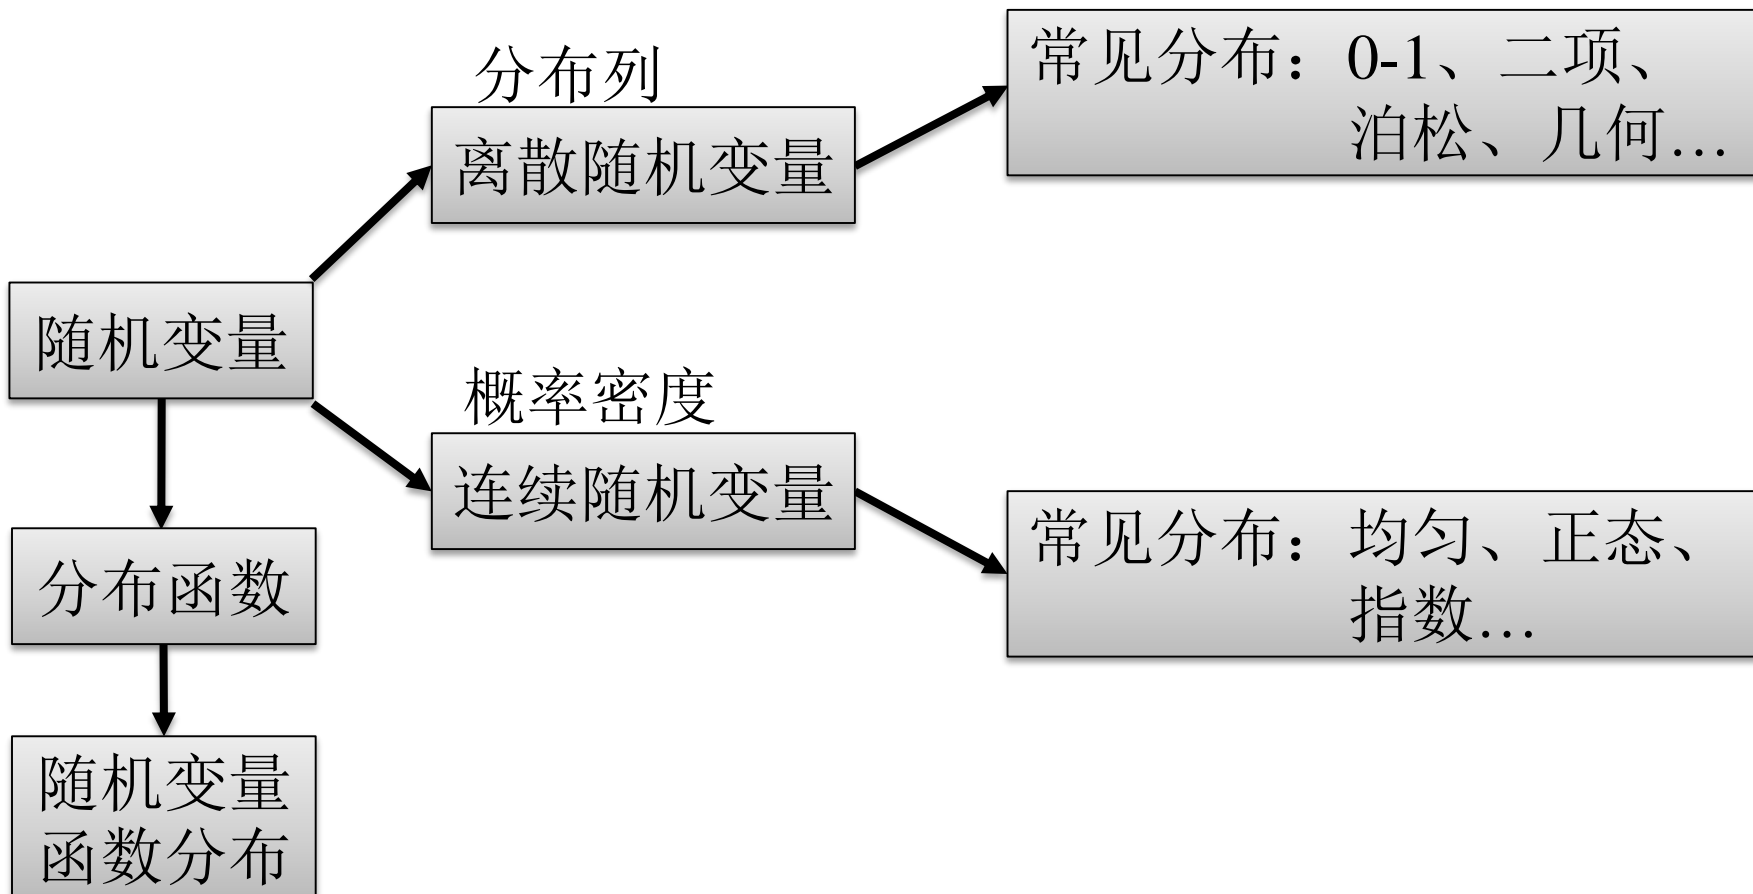 分布列
离散随机变量
常见分布：0-1、二项、
泊松、几何…
随机变量
概率密度
连续随机变量
常见分布：均匀、正态、
指数…
分布函数
随机变量
函数分布